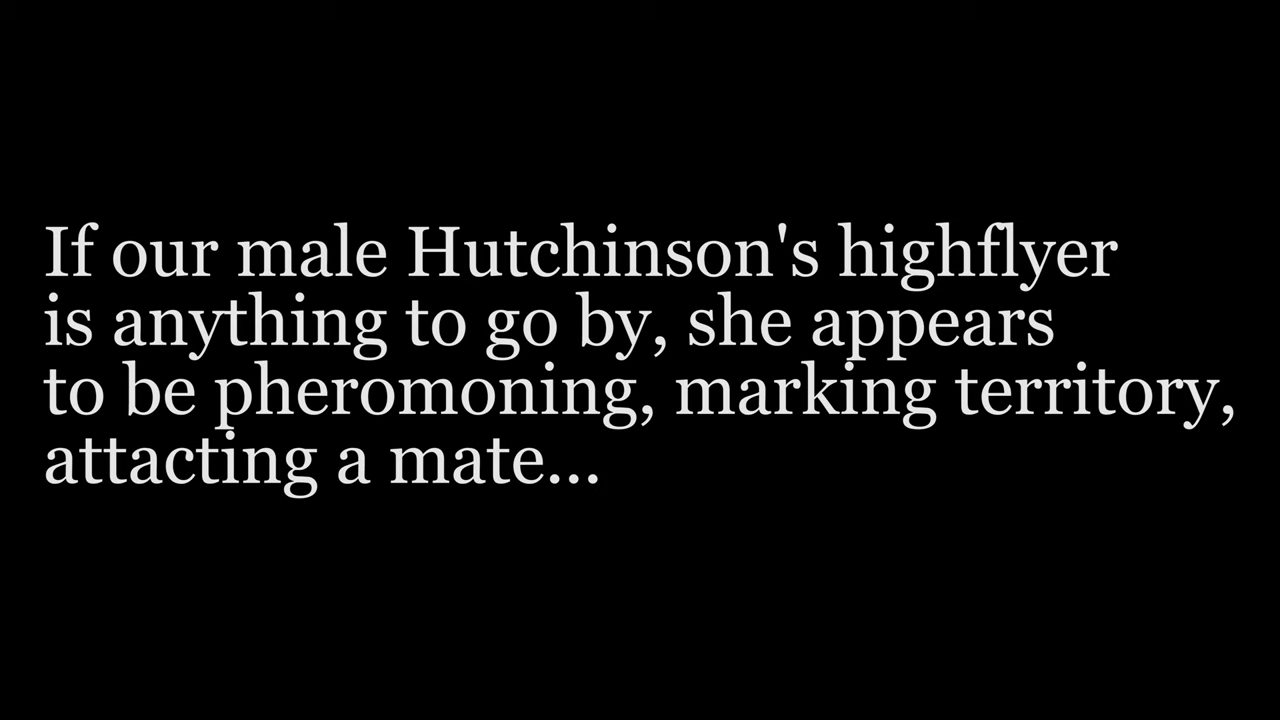 If our male Hutchinson's highflyer
is anything to go by, she appears
to be pheromoning, marking territory,
attacting a mate...